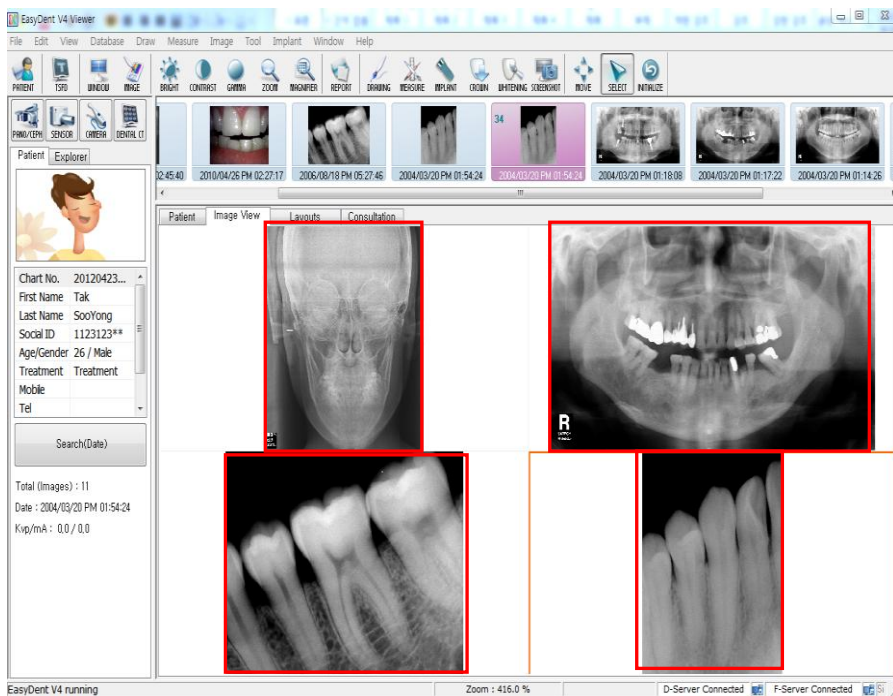 EasyDent V4 Viewer
File Edit View Database Draw Measure Image Tool Implant Window Help
PATIENT TSFD WINDOW IMAGE BRIGHT CONTRAST GAMMA ZOOM MAGNIFIER REPORT DRAWING MEASURE IMPLANT CROWN WHITENING SCREENSHOT MOVE SELECT INITIALIZE
PANO/CEPH SENSOR CAMERA DENTAL CT
34
02:45:40 2010/04/26 PM 02:27:17 2006/08/18 PM 05:27:46 2004/03/20 PM 01:54:24 2004/03/20 PM 01:54:24 2004/03/20 PM 01:18:08 2004/03/20 PM 01:17:22 2004/03/20 PM 01:14:26
Patient Explorer
Patient Image View Layouts Consultation
Chart No. 20120423...
First Name Tak
Last Name SooYong
Social ID 1123123**
Age/Gender 26 / Male
Treatment Treatment
Mobile
Tel
R
Search(Date)
Total (Images) : 11
Date : 2004/03/20 PM 01:54:24
Kvp/mA : 0,0 / 0,0
EasyDent V4 running Zoom : 416.0 % D-Server Connected F-Server Connected